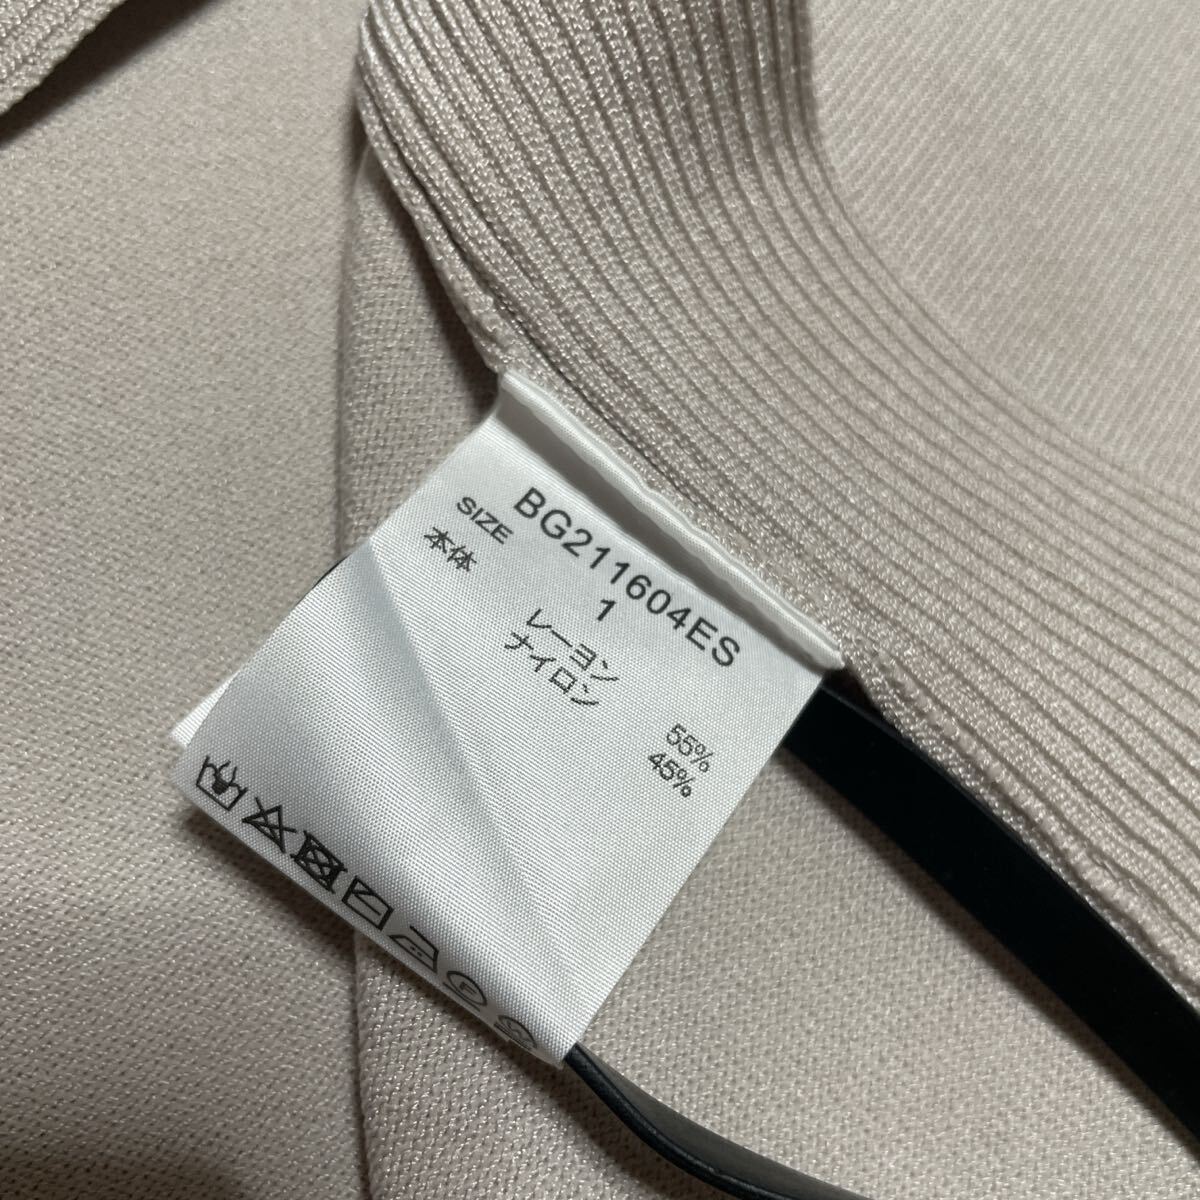 BG211604ES
SIZE 1
本体
レーヨン 55%
ナイロン 45%
P